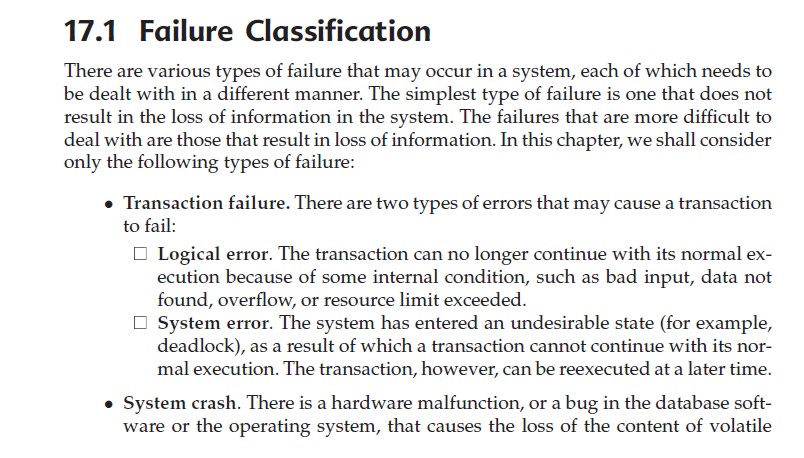 17.1 Failure Classification
There are various types of failure that may occur in a system, each of which needs to
be dealt with in a different manner. The simplest type of failure is one that does not
result in the loss of information in the system. The failures that are more difficult to
deal with are those that result in loss of information. In this chapter, we shall consider
only the following types of failure:
• Transaction failure. There are two types of errors that may cause a transaction
to fail:
□ Logical error. The transaction can no longer continue with its normal ex-
ecution because of some internal condition, such as bad input, data not
found, overflow, or resource limit exceeded.
□ System error. The system has entered an undesirable state (for example,
deadlock), as a result of which a transaction cannot continue with its nor-
mal execution. The transaction, however, can be reexecuted at a later time.
• System crash. There is a hardware malfunction, or a bug in the database soft-
ware or the operating system, that causes the loss of the content of volatile